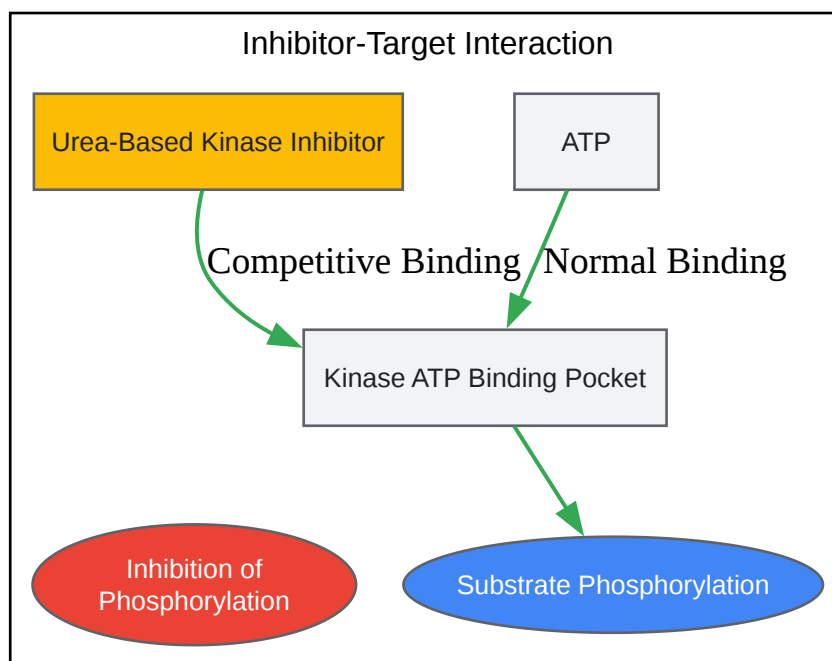 Inhibitor-Target Interaction
Urea-Based Kinase Inhibitor
ATP
Competitive Binding
Normal Binding
Kinase ATP Binding Pocket
Inhibition of
Phosphorylation
Substrate Phosphorylation